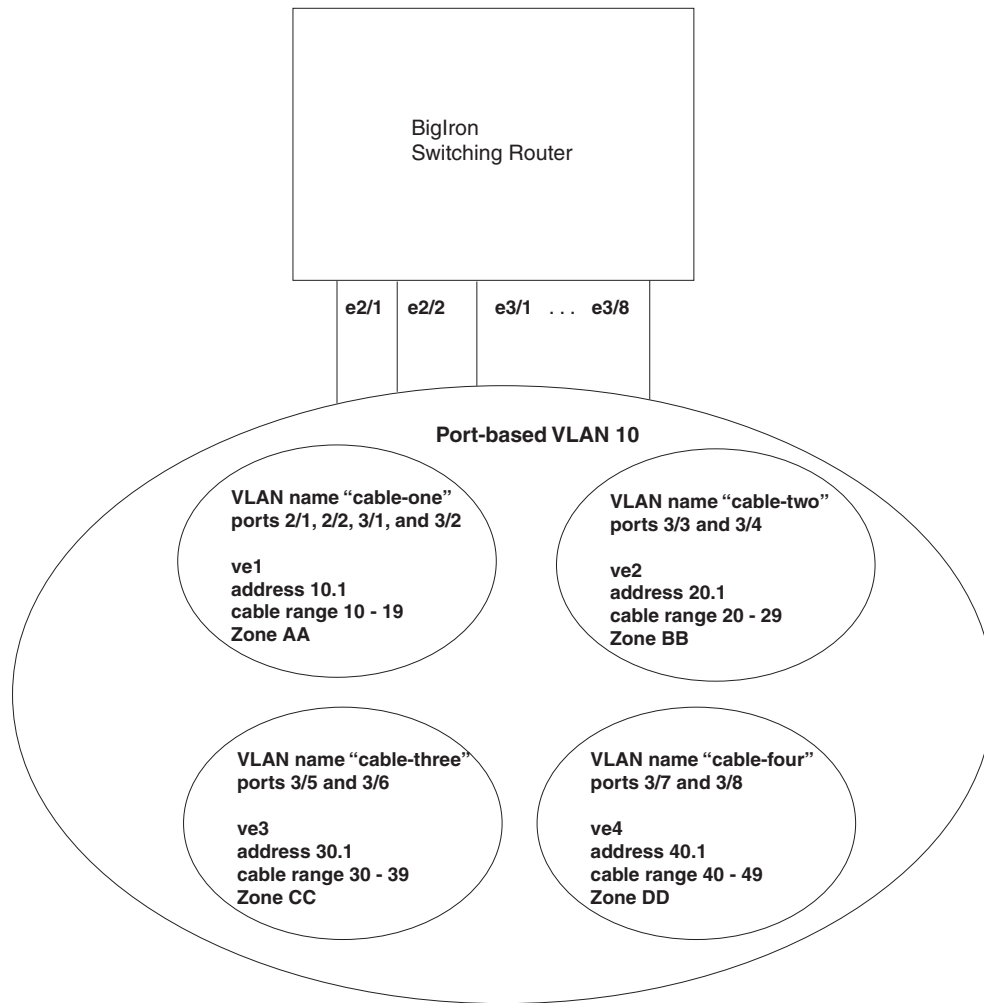 BigIron
Switching Router
e2/1 e2/2 e3/1 . . . e3/8
Port-based VLAN 10
VLAN name “cable-one”
ports 2/1, 2/2, 3/1, and 3/2
ve1
address 10.1
cable range 10 - 19
Zone AA
VLAN name “cable-two”
ports 3/3 and 3/4
ve2
address 20.1
cable range 20 - 29
Zone BB
VLAN name “cable-three”
ports 3/5 and 3/6
ve3
address 30.1
cable range 30 - 39
Zone CC
VLAN name “cable-four”
ports 3/7 and 3/8
ve4
address 40.1
cable range 40 - 49
Zone DD